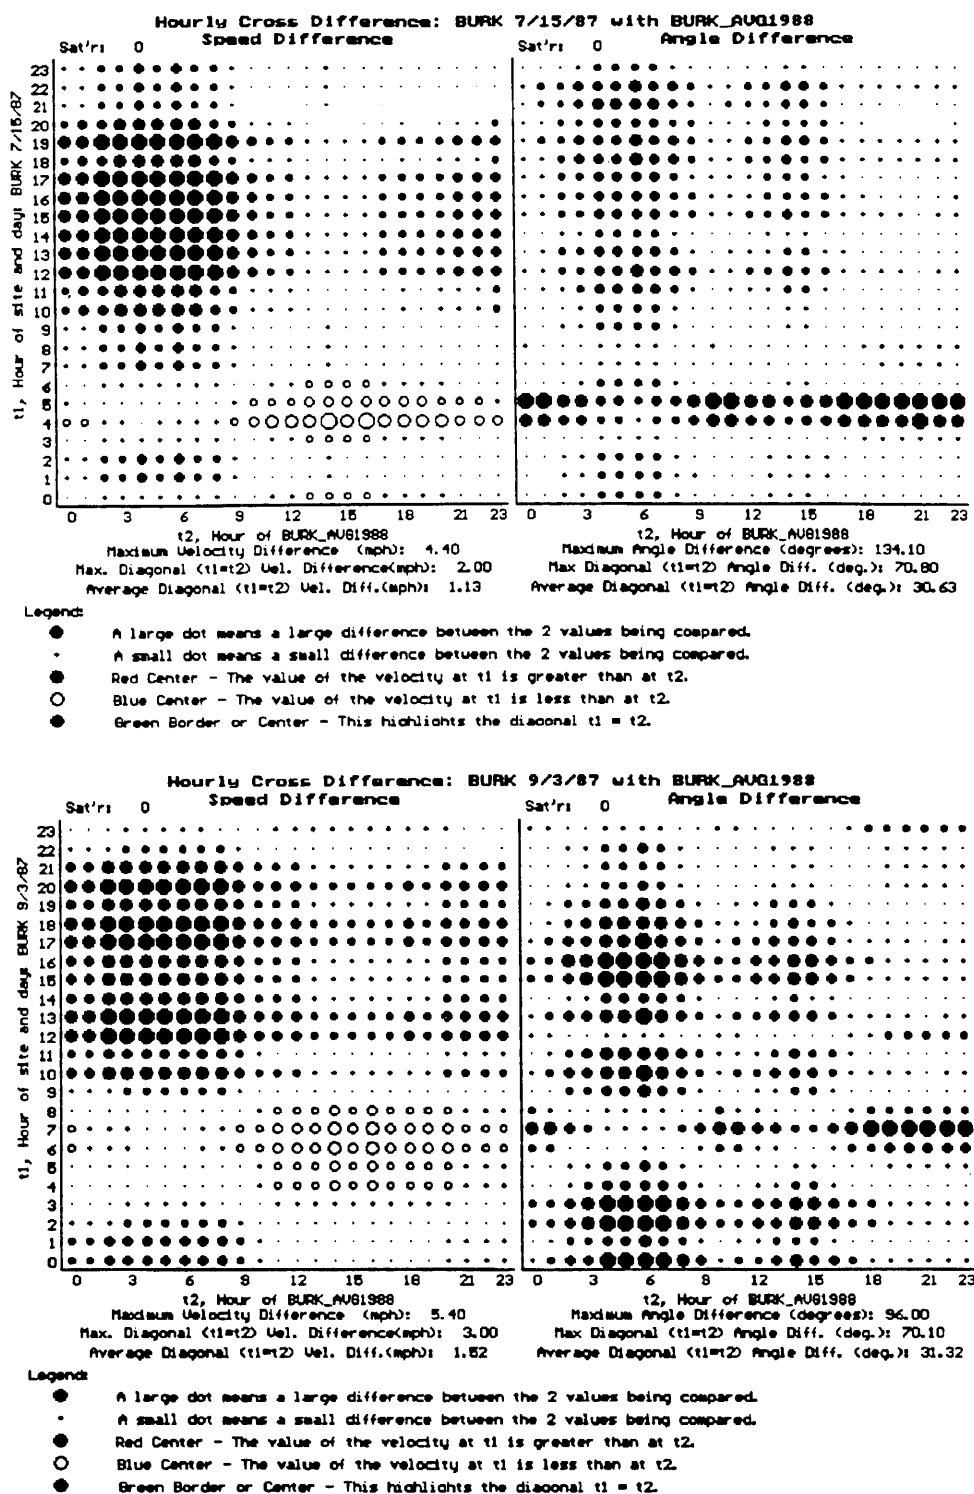 Hourly Cross Difference: BURK 7/15/87 with BURK_AVG1988
Sat'r: 0 Speed Difference Sat'r: 0 Angle Difference
t1, Hour of site and day: BURK 7/15/87
23
22
21
20
19
18
17
16
15
14
13
12
11
10
9
8
7
6
5
4
3
2
1
0
0 3 6 9 12 15 18 21 23 0 3 6 9 12 15 18 21 23
t2, Hour of BURK_AVG1988 t2, Hour of BURK_AVG1988
Maximum Velocity Difference (mph): 4.40 Maximum Angle Difference (degrees): 134.10
Max. Diagonal (t1=t2) Vel. Difference(mph): 2.00 Max Diagonal (t1=t2) Angle Diff. (deg.): 70.80
Average Diagonal (t1=t2) Vel. Diff.(mph): 1.13 Average Diagonal (t1=t2) Angle Diff. (deg.): 30.63
Legend:
A large dot means a large difference between the 2 values being compared.
A small dot means a small difference between the 2 values being compared.
Red Center - The value of the velocity at t1 is greater than at t2.
Blue Center - The value of the velocity at t1 is less than at t2.
Green Border or Center - This highlights the diagonal t1 = t2.
Hourly Cross Difference: BURK 9/3/87 with BURK_AVG1988
Sat'r: 0 Speed Difference Sat'r: 0 Angle Difference
t1, Hour of site and day: BURK 9/3/87
23
22
21
20
19
18
17
16
15
14
13
12
11
10
9
8
7
6
5
4
3
2
1
0
0 3 6 9 12 15 18 21 23 0 3 6 9 12 15 18 21 23
t2, Hour of BURK_AVG1988 t2, Hour of BURK_AVG1988
Maximum Velocity Difference (mph): 5.40 Maximum Angle Difference (degrees): 96.00
Max. Diagonal (t1=t2) Vel. Difference(mph): 3.00 Max Diagonal (t1=t2) Angle Diff. (deg.): 70.10
Average Diagonal (t1=t2) Vel. Diff.(mph): 1.52 Average Diagonal (t1=t2) Angle Diff. (deg.): 31.32
Legend:
A large dot means a large difference between the 2 values being compared.
A small dot means a small difference between the 2 values being compared.
Red Center - The value of the velocity at t1 is greater than at t2.
Blue Center - The value of the velocity at t1 is less than at t2.
Green Border or Center - This highlights the diagonal t1 = t2.